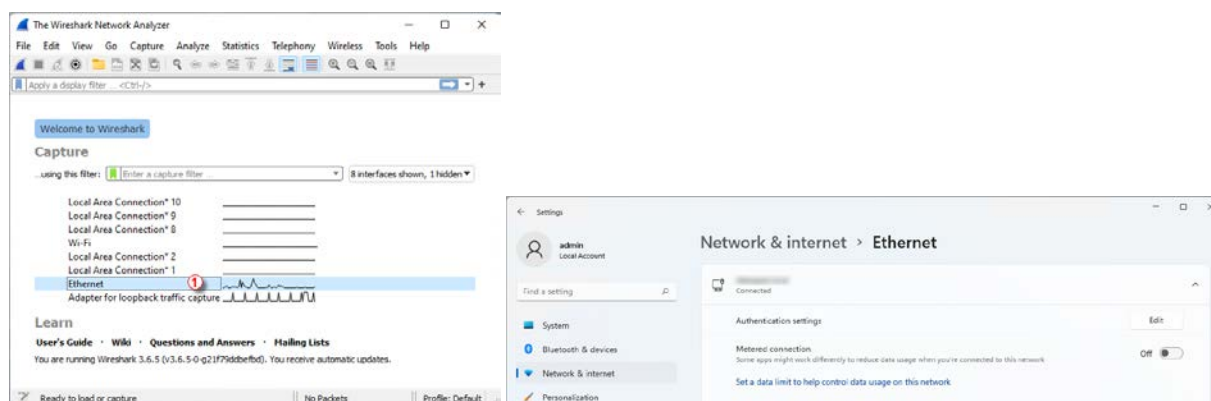 The Wireshark Network Analyzer
File Edit View Go Capture Analyze Statistics Telephony Wireless Tools Help
Apply a display filter ... <Ctrl-/>
Welcome to Wireshark
Capture
...using this filter: Enter a capture filter ... 8 interfaces shown, 1 hidden
Local Area Connection* 10
Local Area Connection* 9
Local Area Connection* 8
Wi-Fi
Local Area Connection* 2
Local Area Connection* 1
Ethernet 1
Adapter for loopback traffic capture
Learn
User's Guide · Wiki · Questions and Answers · Mailing Lists
You are running Wireshark 3.6.5 (v3.6.5-0-g21f79ddbefbd). You receive automatic updates.
Ready to load or capture No Packets Profile: Default
Settings
admin
Local Account
Find a setting
System
Bluetooth & devices
Network & internet
Personalization
Network & internet > Ethernet
Connected
Authentication settings Edit
Metered connection Off
Some apps might work differently to reduce data usage when you're connected to this network
Set a data limit to help control data usage on this network